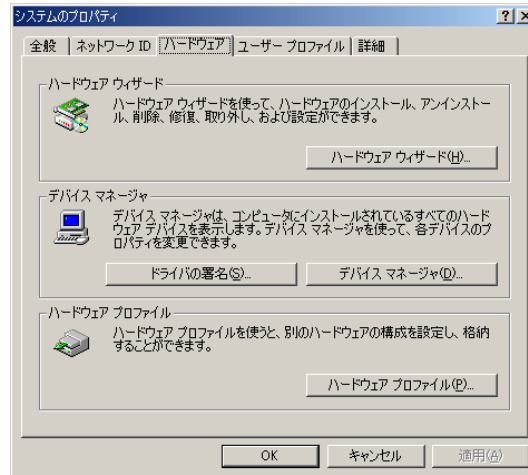 システムのプロパティ
全般 ネットワーク ID ハードウェア ユーザー プロファイル 詳細
ハードウェア ウィザード
ハードウェア ウィザードを使って、ハードウェアのインストール、アンインストー
ル、削除、修復、取り外し、および設定ができます。
ハードウェア ウィザード(H)...
デバイス マネージャ
デバイス マネージャは、コンピュータにインストールされているすべてのハード
ウェア デバイスを表示します。デバイス マネージャを使って、各デバイスのプ
ロパティを変更できます。
ドライバの署名(S)... デバイス マネージャ(D)...
ハードウェア プロファイル
ハードウェア プロファイルを使うと、別のハードウェアの構成を設定し、格納
することができます。
ハードウェア プロファイル(P)...
OK キャンセル 適用(A)